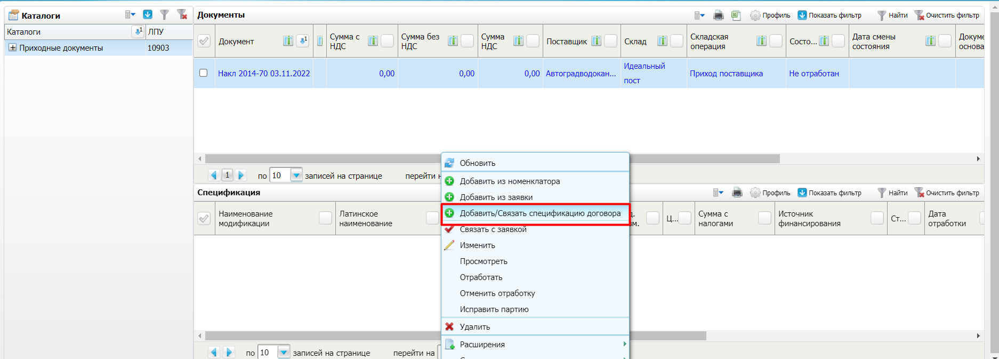 Каталоги
Каталоги
ЛПУ
Приходные документы
10903
Документы
Профиль
Показать фильтр
Найти
Очистить фильтр
Документ
Сумма с
НДС
Сумма без
НДС
Сумма
НДС
Поставщик
Склад
Складская
операция
Состо...
Дата смены
состояния
Докуме
основа
Накл 2014-70 03.11.2022
0,00
0,00
0,00
Автоградводокан...
Идеальный
пост
Приход поставщика
Не отработан
1
по 10 записей на странице
перейти н
Спецификация
Профиль
Показать фильтр
Найти
Очистить фильтр
Наименование
модификации
Латинское
наименование
д.
зм.
Ц...
Сумма с
налогами
Источник
финансирования
Ст...
Дата
отработки
Обновить
Добавить из номенклатора
Добавить из заявки
Добавить/Связать спецификацию договора
Связать с заявкой
Изменить
Просмотреть
Отработать
Отменить отработку
Исправить партию
Удалить
Расширения
по 10 записей на странице
перейти на